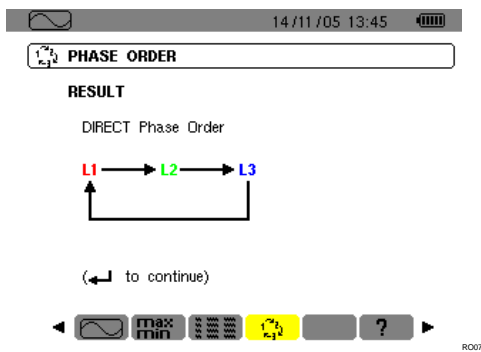 14/11/05 13:45
PHASE ORDER
RESULT
DIRECT Phase Order
L1 L2 L3
(↵ to continue)
max
min
?
RO07